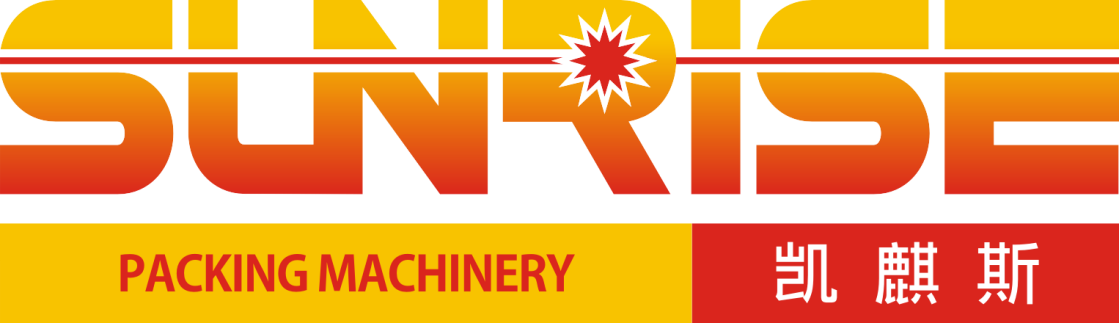 SUNRISE
PACKING MACHINERY
凯麒斯